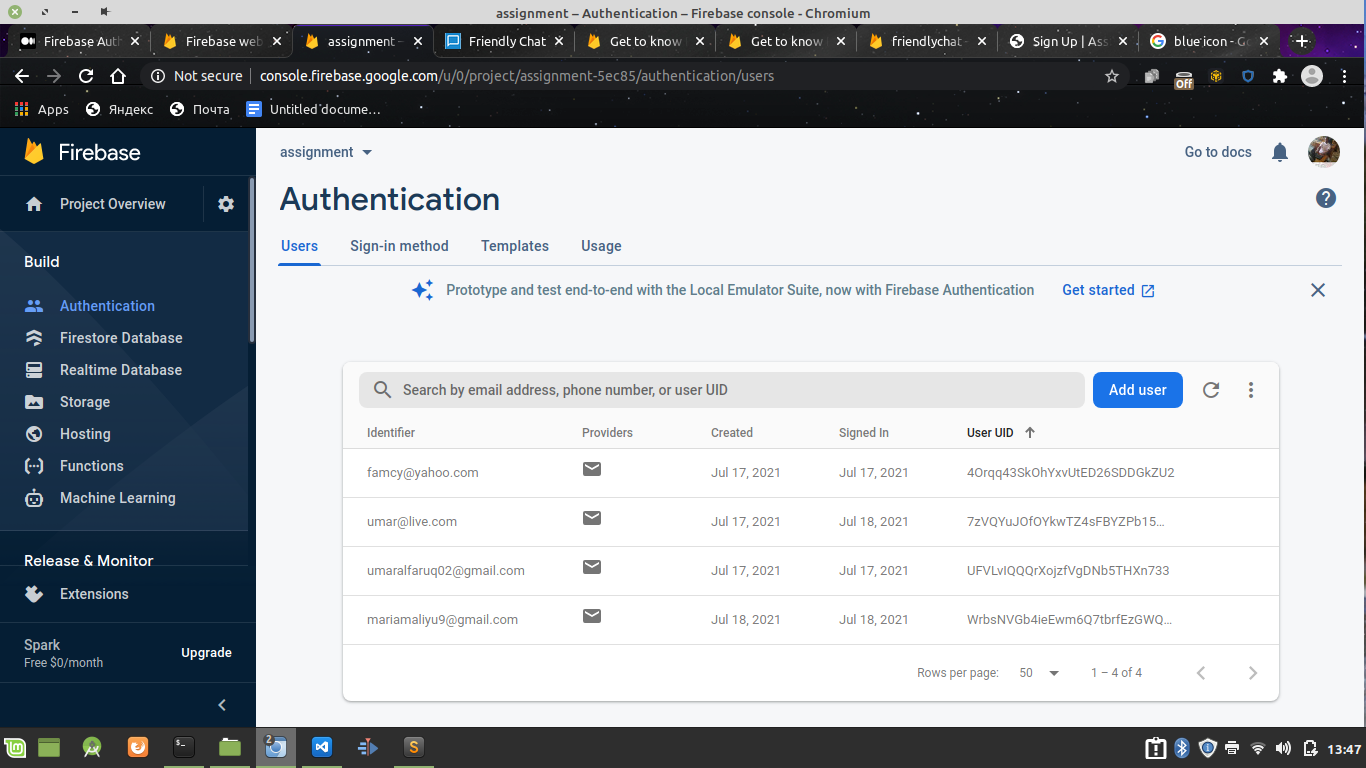 assignment – Authentication – Firebase console - Chromium
Firebase Auth
Firebase web
assignment –
Friendly Chat
Get to know
Get to know
friendlychat -
Sign Up | Ass
blue icon - Go
Not secure | console.firebase.google.com/u/0/project/assignment-5ec85/authentication/users
Off
Apps Яндекс Почта Untitled docume…
Firebase
assignment
Go to docs
Project Overview
Authentication
Users Sign-in method Templates Usage
Build
Prototype and test end-to-end with the Local Emulator Suite, now with Firebase Authentication Get started
Authentication
Firestore Database
Realtime Database
Storage
Hosting
Functions
Machine Learning
Release & Monitor
Extensions
Spark
Free $0/month
Upgrade
Search by email address, phone number, or user UID
Add user
Identifier Providers Created Signed In User UID
famcy@yahoo.com Jul 17, 2021 Jul 17, 2021 4Orqq43SkOhYxvUtED26SDDGkZU2
umar@live.com Jul 17, 2021 Jul 18, 2021 7zVQYuJOfOYkwTZ4sFBYZPb15…
umaralfaruq02@gmail.com Jul 17, 2021 Jul 17, 2021 UFVLvIQQQrXojzfVgDNb5THXn733
mariamaliyu9@gmail.com Jul 18, 2021 Jul 18, 2021 WrbsNVGb4ieEwm6Q7tbrfEzGWQ…
Rows per page: 50 1 – 4 of 4
2
13:47